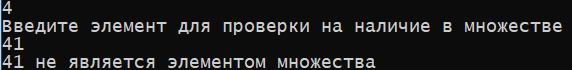 4
Введите элемент для проверки на наличие в множестве
41
41 не является элементом множества